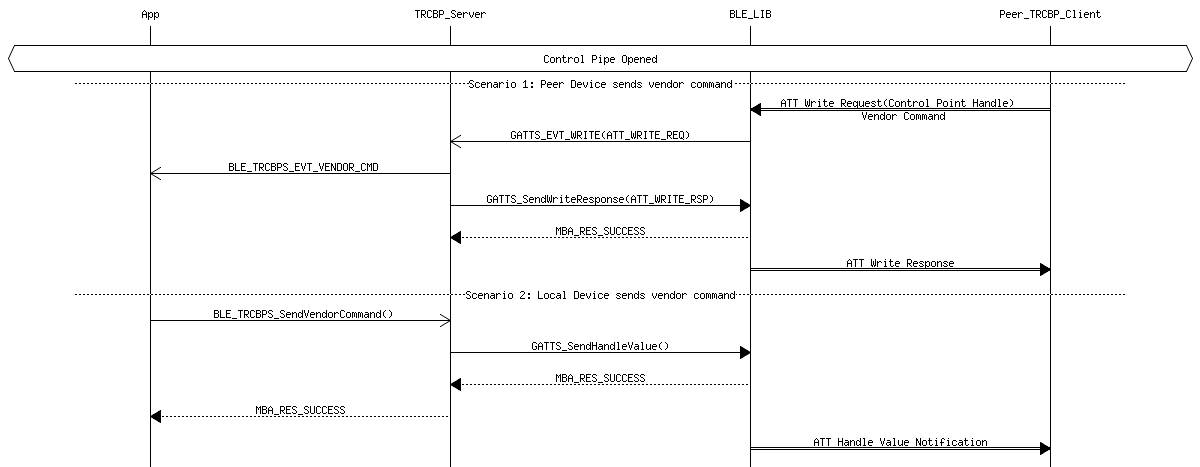 App TRCBP_Server BLE_LIB Peer_TRCBP_Client
Control Pipe Opened
Scenario 1: Peer Device sends vendor command
ATT Write Request(Control Point Handle)
Vendor Command
GATTS_EVT_WRITE(ATT_WRITE_REQ)
BLE_TRCBPS_EVT_VENDOR_CMD
GATTS_SendWriteResponse(ATT_WRITE_RSP)
MBA_RES_SUCCESS
ATT Write Response
Scenario 2: Local Device sends vendor command
BLE_TRCBPS_SendVendorCommand()
GATTS_SendHandleValue()
MBA_RES_SUCCESS
MBA_RES_SUCCESS
ATT Handle Value Notification